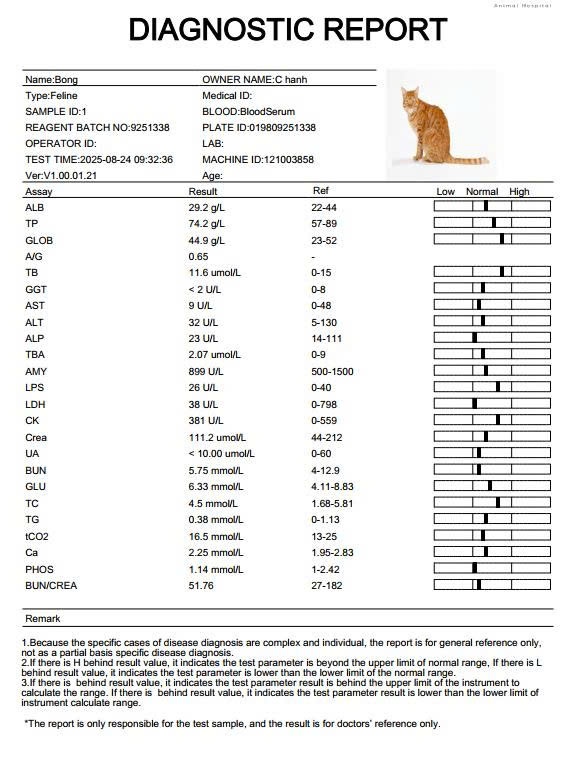 Animal Hospital
DIAGNOSTIC REPORT
Name:Bong OWNER NAME:C hanh
Type:Feline Medical ID:
SAMPLE ID:1 BLOOD:BloodSerum
REAGENT BATCH NO:9251338 PLATE ID:019809251338
OPERATOR ID: LAB:
TEST TIME:2025-08-24 09:32:36 MACHINE ID:121003858
Ver:V1.00.01.21 Age:
Assay Result Ref Low Normal High
ALB 29.2 g/L 22-44
TP 74.2 g/L 57-89
GLOB 44.9 g/L 23-52
A/G 0.65 -
TB 11.6 umol/L 0-15
GGT < 2 U/L 0-8
AST 9 U/L 0-48
ALT 32 U/L 5-130
ALP 23 U/L 14-111
TBA 2.07 umol/L 0-9
AMY 899 U/L 500-1500
LPS 26 U/L 0-40
LDH 38 U/L 0-798
CK 381 U/L 0-559
Crea 111.2 umol/L 44-212
UA < 10.00 umol/L 0-60
BUN 5.75 mmol/L 4-12.9
GLU 6.33 mmol/L 4.11-8.83
TC 4.5 mmol/L 1.68-5.81
TG 0.38 mmol/L 0-1.13
tCO2 16.5 mmol/L 13-25
Ca 2.25 mmol/L 1.95-2.83
PHOS 1.14 mmol/L 1-2.42
BUN/CREA 51.76 27-182
Remark
1.Because the specific cases of disease diagnosis are complex and individual, the report is for general reference only,
not as a partial basis specific disease diagnosis.
2.If there is H behind result value, it indicates the test parameter is beyond the upper limit of normal range, If there is L
behind result value, it indicates the test parameter is lower than the lower limit of the normal range.
3.If there is  behind result value, it indicates the test parameter result is behind the upper limit of the instrument to
calculate the range. If there is  behind result value, it indicates the test parameter result is lower than the lower limit of
instrument calculate range.
*The report is only responsible for the test sample, and the result is for doctors' reference only.